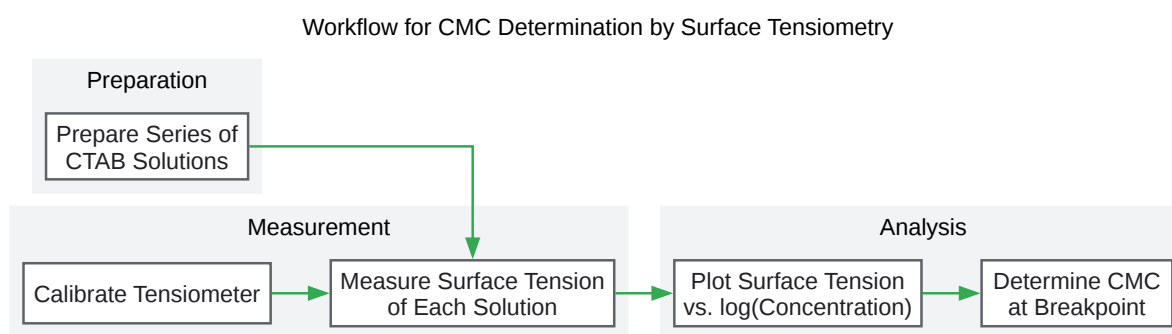 Workflow for CMC Determination by Surface Tensiometry
Preparation
Prepare Series of
CTAB Solutions
Measurement
Calibrate Tensiometer
Measure Surface Tension
of Each Solution
Analysis
Plot Surface Tension
vs. log(Concentration)
Determine CMC
at Breakpoint